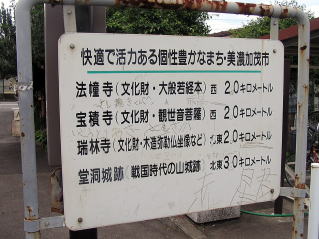 快適で活力ある個性豊かなまち・美濃加茂市
法幢寺(文化財・大般若経本)西 2.0キロメートル
宝積寺(文化財・観世音菩薩)西 2.0キロメートル
瑞林寺(文化財・木造弥勒仏坐像など)北東 2.0キロメートル
堂洞城跡(戦国時代の山城跡)北東 3.0キロメートル